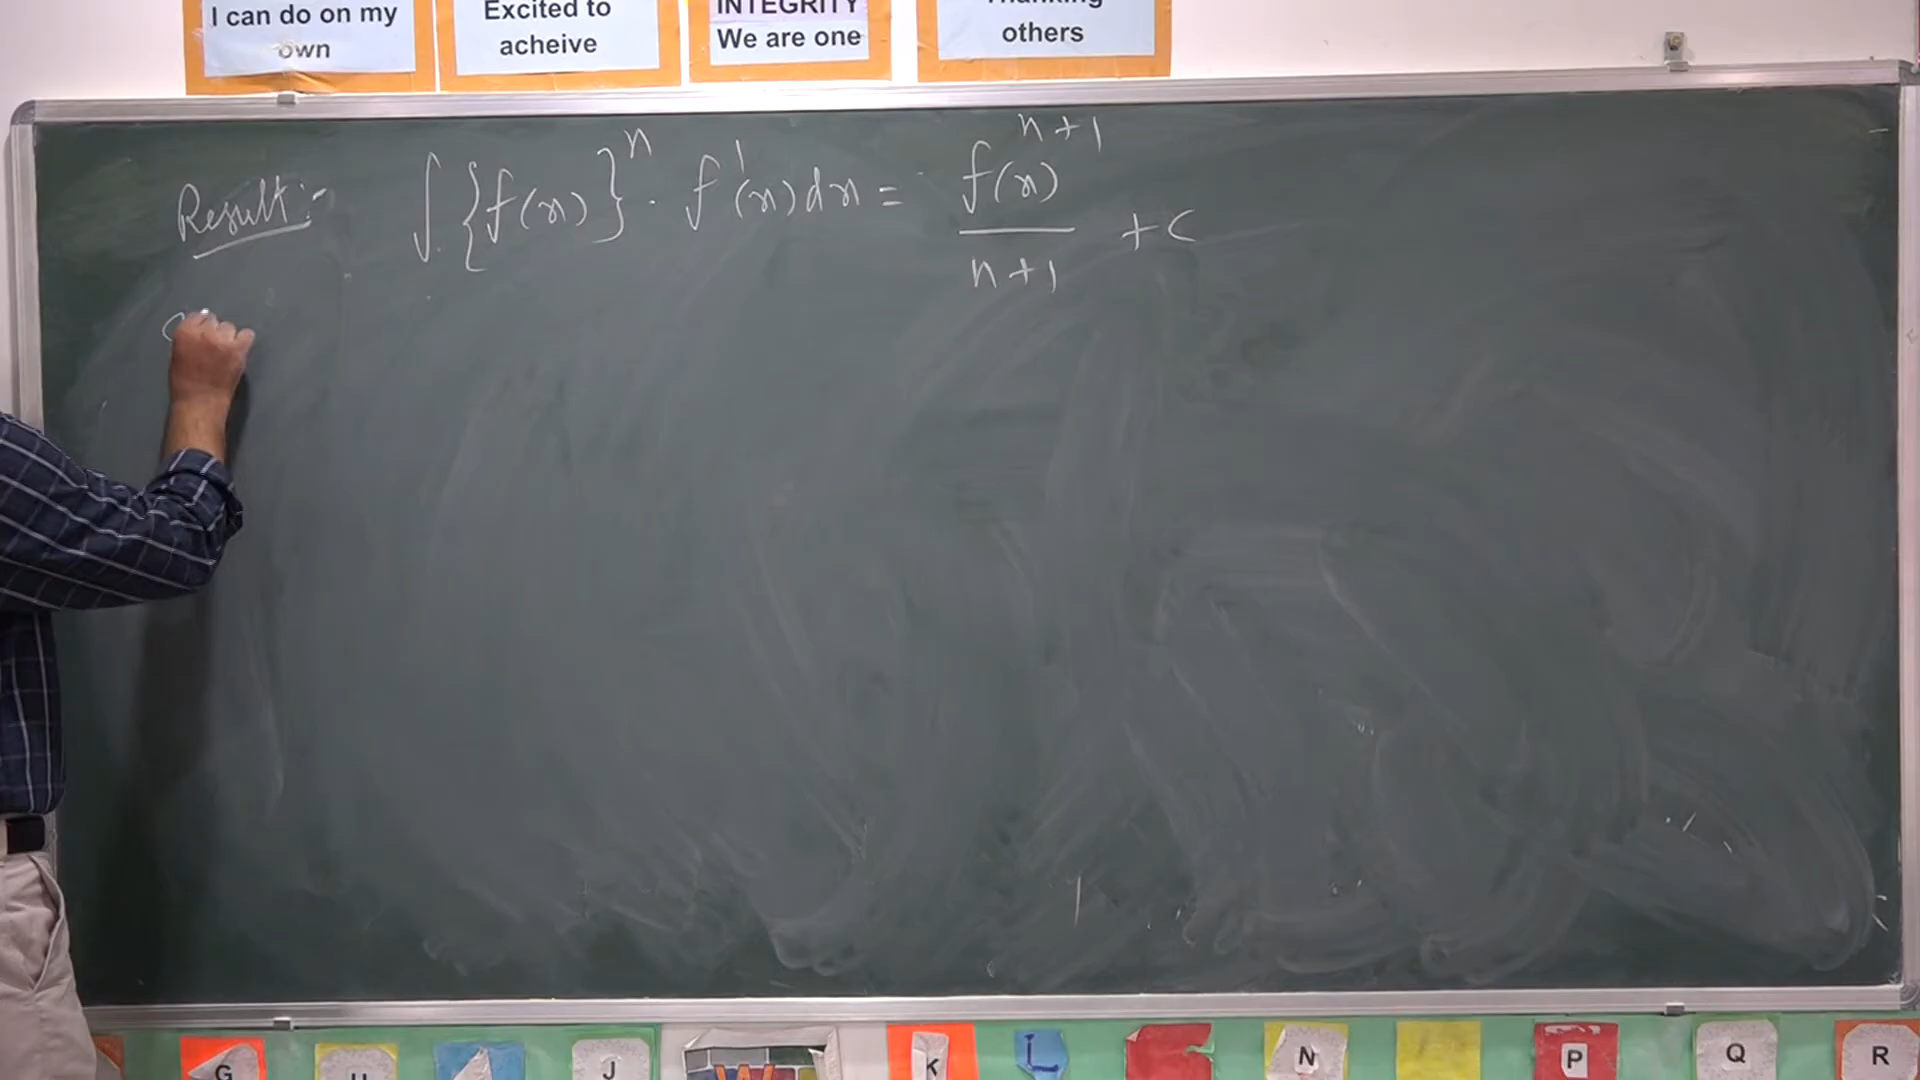 I can do on my
own
Excited to
acheive
INTEGRITY
We are one
Thanking
others
Result:- ∫{f(x)}ⁿ · f'(x)dx = f(x)ⁿ⁺¹ / n+1 + c
G
J
W
K
L
N
P
Q
R